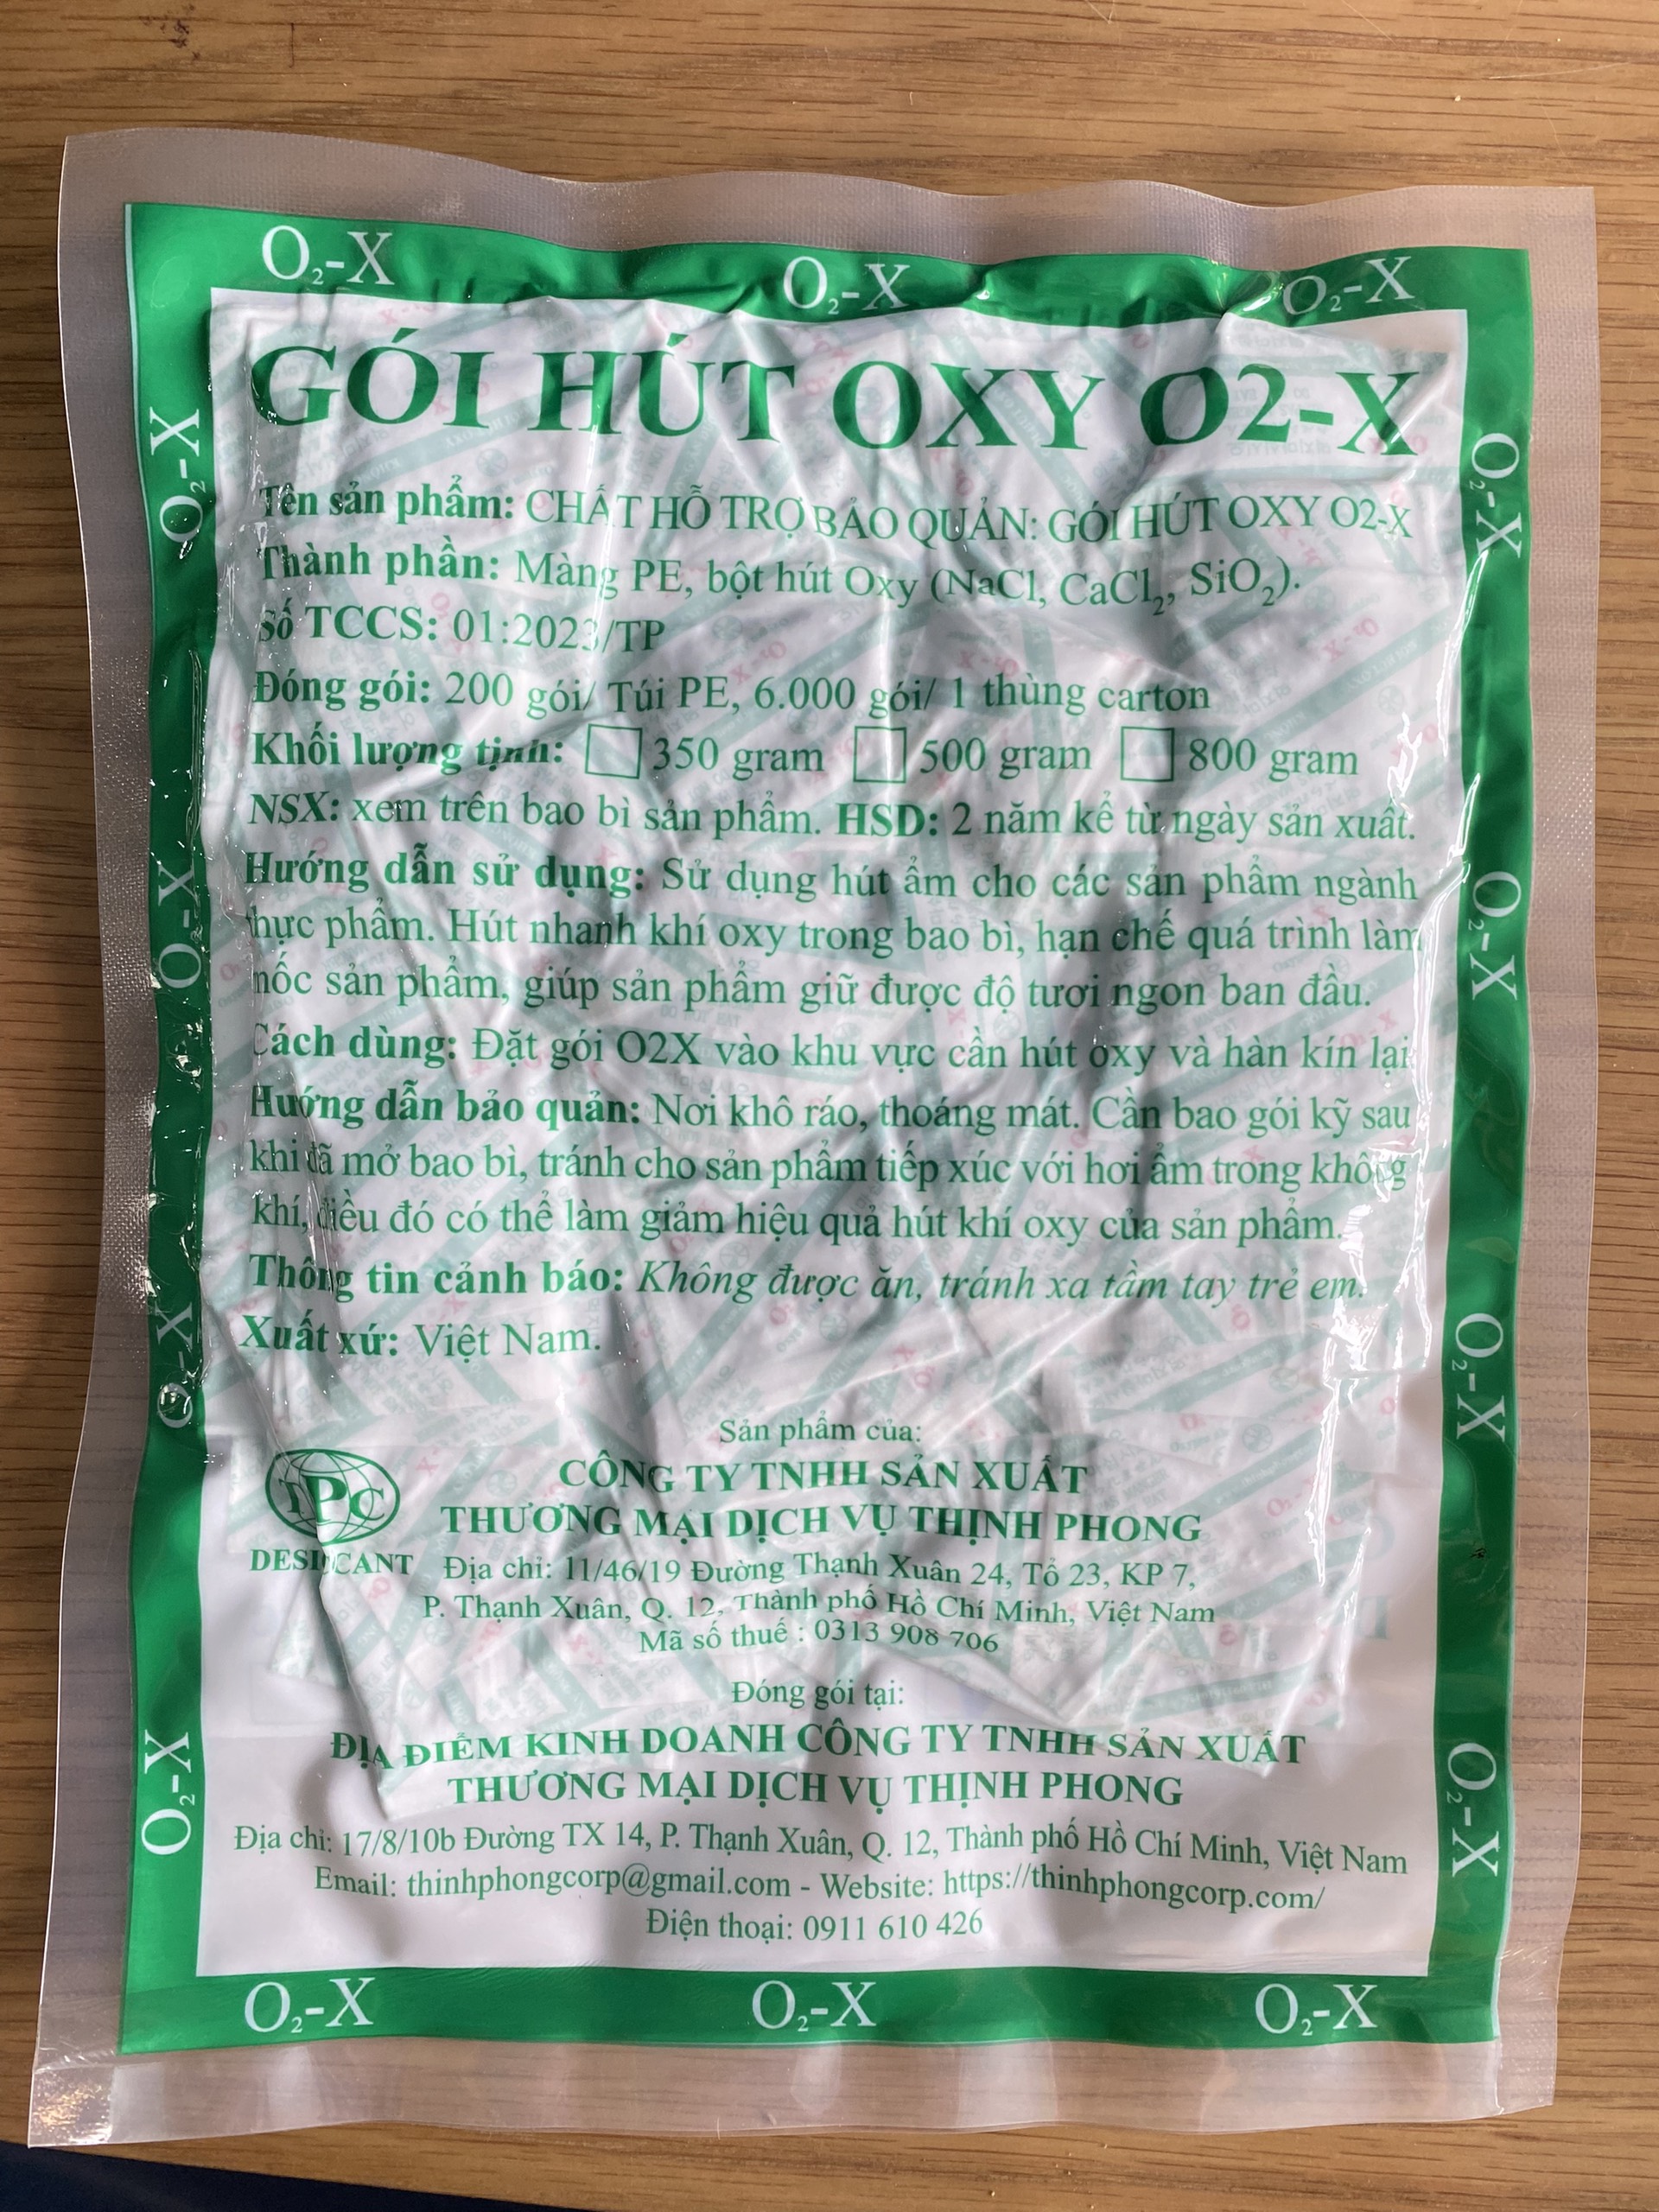 O₂-X O₂-X O₂-X
GÓI HÚT OXY O2-X
Tên sản phẩm: CHẤT HỖ TRỢ BẢO QUẢN: GÓI HÚT OXY O2-X
Thành phần: Màng PE, bột hút Oxy (NaCl, CaCl₂, SiO₂).
Số TCCS: 01:2023/TP
Đóng gói: 200 gói/ Túi PE, 6.000 gói/ 1 thùng carton
Khối lượng tịnh: 350 gram 500 gram 800 gram
NSX: xem trên bao bì sản phẩm. HSD: 2 năm kể từ ngày sản xuất.
Hướng dẫn sử dụng: Sử dụng hút ẩm cho các sản phẩm ngành
thực phẩm. Hút nhanh khí oxy trong bao bì, hạn chế quá trình làm
mốc sản phẩm, giúp sản phẩm giữ được độ tươi ngon ban đầu.
Cách dùng: Đặt gói O2X vào khu vực cần hút oxy và hàn kín lại
Hướng dẫn bảo quản: Nơi khô ráo, thoáng mát. Cần bao gói kỹ sau
khi đã mở bao bì, tránh cho sản phẩm tiếp xúc với hơi ẩm trong không
khí, điều đó có thể làm giảm hiệu quả hút khí oxy của sản phẩm.
Thông tin cảnh báo: Không được ăn, tránh xa tầm tay trẻ em.
Xuất xứ: Việt Nam.
Sản phẩm của:
CÔNG TY TNHH SẢN XUẤT
THƯƠNG MẠI DỊCH VỤ THỊNH PHONG
TPC
DESICCANT
Địa chỉ: 11/46/19 Đường Thạnh Xuân 24, Tổ 23, KP 7,
P. Thạnh Xuân, Q. 12, Thành phố Hồ Chí Minh, Việt Nam
Mã số thuế : 0313 908 706
Đóng gói tại:
ĐỊA ĐIỂM KINH DOANH CÔNG TY TNHH SẢN XUẤT
THƯƠNG MẠI DỊCH VỤ THỊNH PHONG
Địa chỉ: 17/8/10b Đường TX 14, P. Thạnh Xuân, Q. 12, Thành phố Hồ Chí Minh, Việt Nam
Email: thinhphongcorp@gmail.com - Website: https://thinhphongcorp.com/
Điện thoại: 0911 610 426
O₂-X O₂-X O₂-X
O₂-X
O₂-X
O₂-X
O₂-X
O₂-X
O₂-X
O₂-X
O₂-X